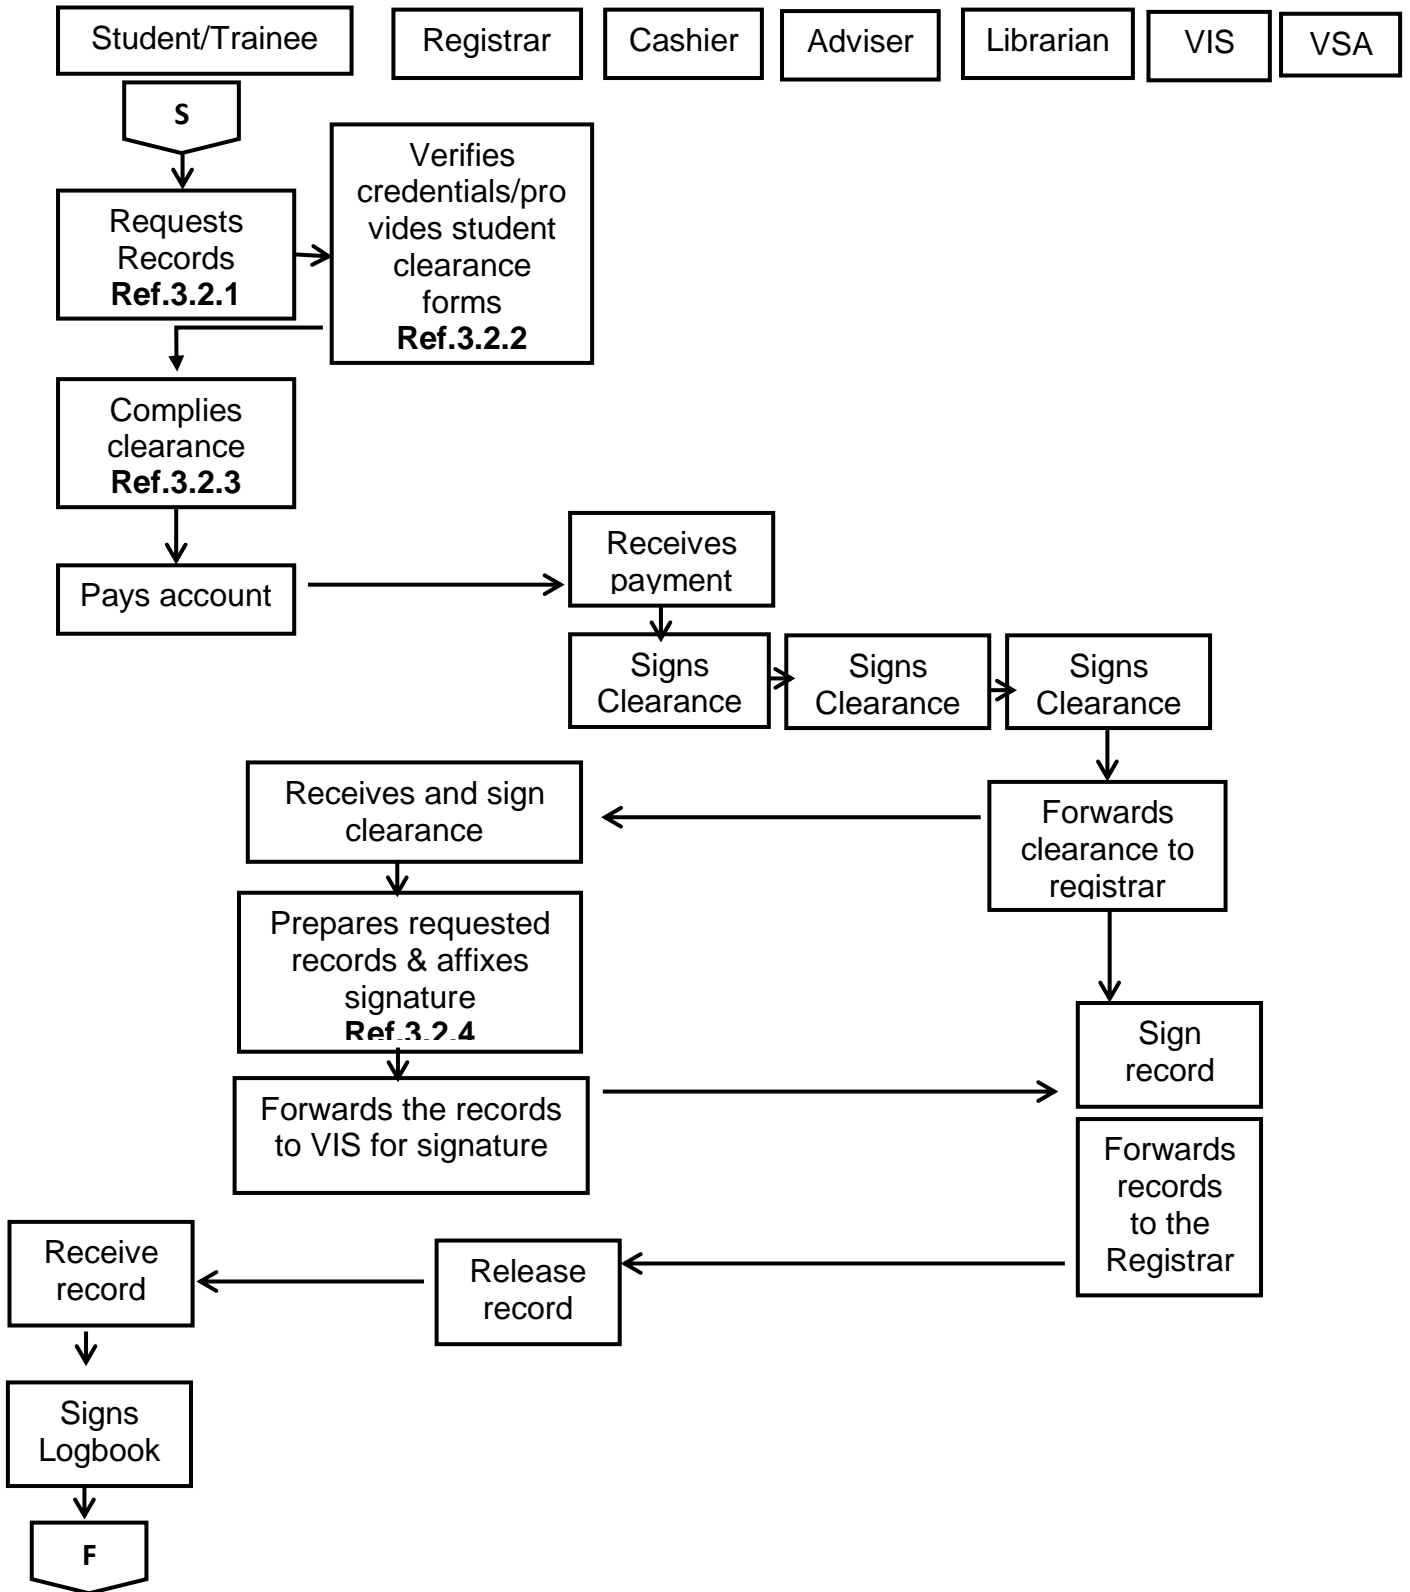 Student/Trainee
Registrar
Cashier
Adviser
Librarian
VIS
VSA
S
Requests
Records
Ref.3.2.1
Verifies
credentials/pro
vides student
clearance
forms
Ref.3.2.2
Complies
clearance
Ref.3.2.3
Pays account
Receives
payment
Signs
Clearance
Signs
Clearance
Signs
Clearance
Forwards
clearance to
registrar
Receives and sign
clearance
Prepares requested
records & affixes
signature
Ref.3.2.4
Forwards the records
to VIS for signature
Sign
record
Forwards
records
to the
Registrar
Release
record
Receive
record
Signs
Logbook
F